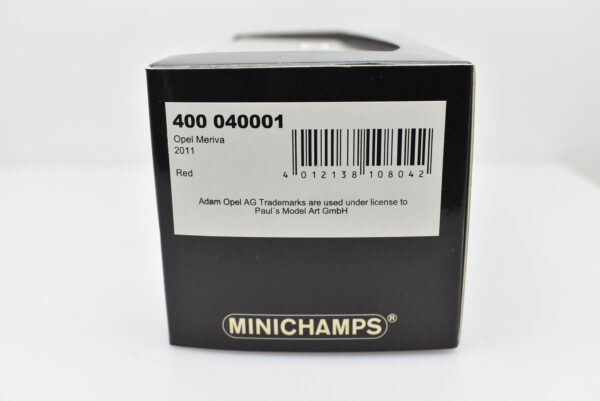 400 040001
Opel Meriva
2011
Red
4 012138 108042
Adam Opel AG Trademarks are used under license to
Paul´s Model Art GmbH
MINICHAMPS®